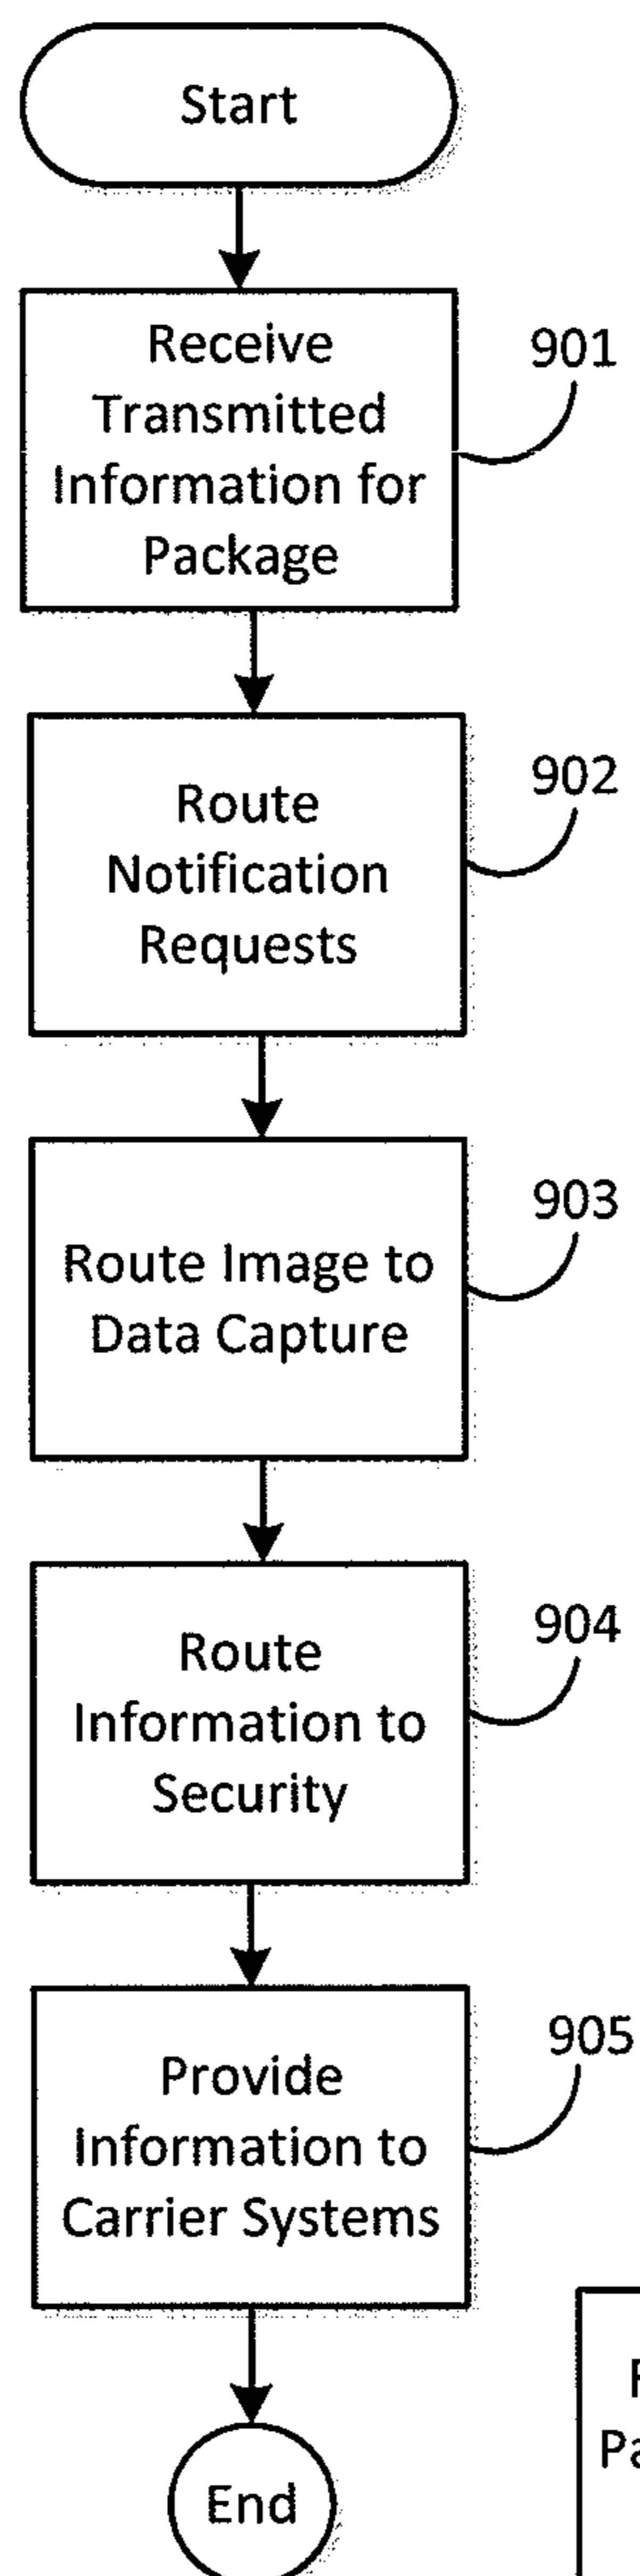 Start
Receive
Transmitted
Information for
Package
901
Route
Notification
Requests
902
Route Image to
Data Capture
903
Route
Information to
Security
904
Provide
Information to
Carrier Systems
905
End